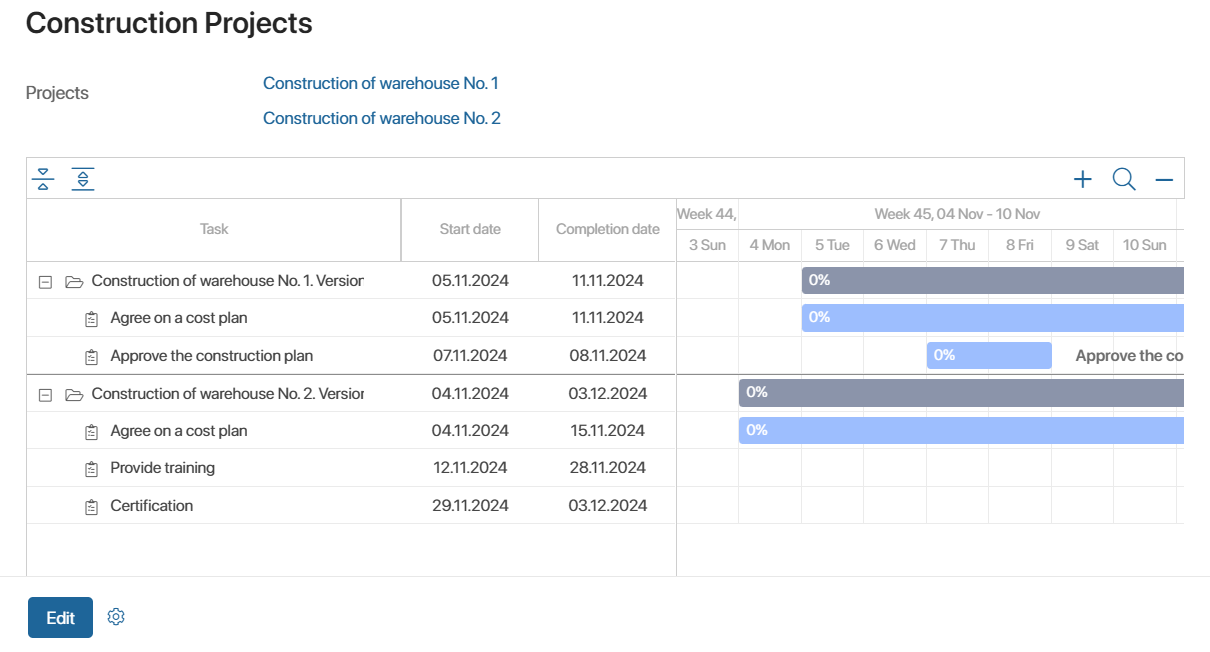 Construction Projects
Projects
Construction of warehouse No. 1
Construction of warehouse No. 2
Task Start date Completion date Week 44, Week 45, 04 Nov - 10 Nov
3 Sun 4 Mon 5 Tue 6 Wed 7 Thu 8 Fri 9 Sat 10 Sun
Construction of warehouse No. 1. Version 05.11.2024 11.11.2024 0%
Agree on a cost plan 05.11.2024 11.11.2024 0%
Approve the construction plan 07.11.2024 08.11.2024 0% Approve the co
Construction of warehouse No. 2. Version 04.11.2024 03.12.2024 0%
Agree on a cost plan 04.11.2024 15.11.2024 0%
Provide training 12.11.2024 28.11.2024
Certification 29.11.2024 03.12.2024
Edit